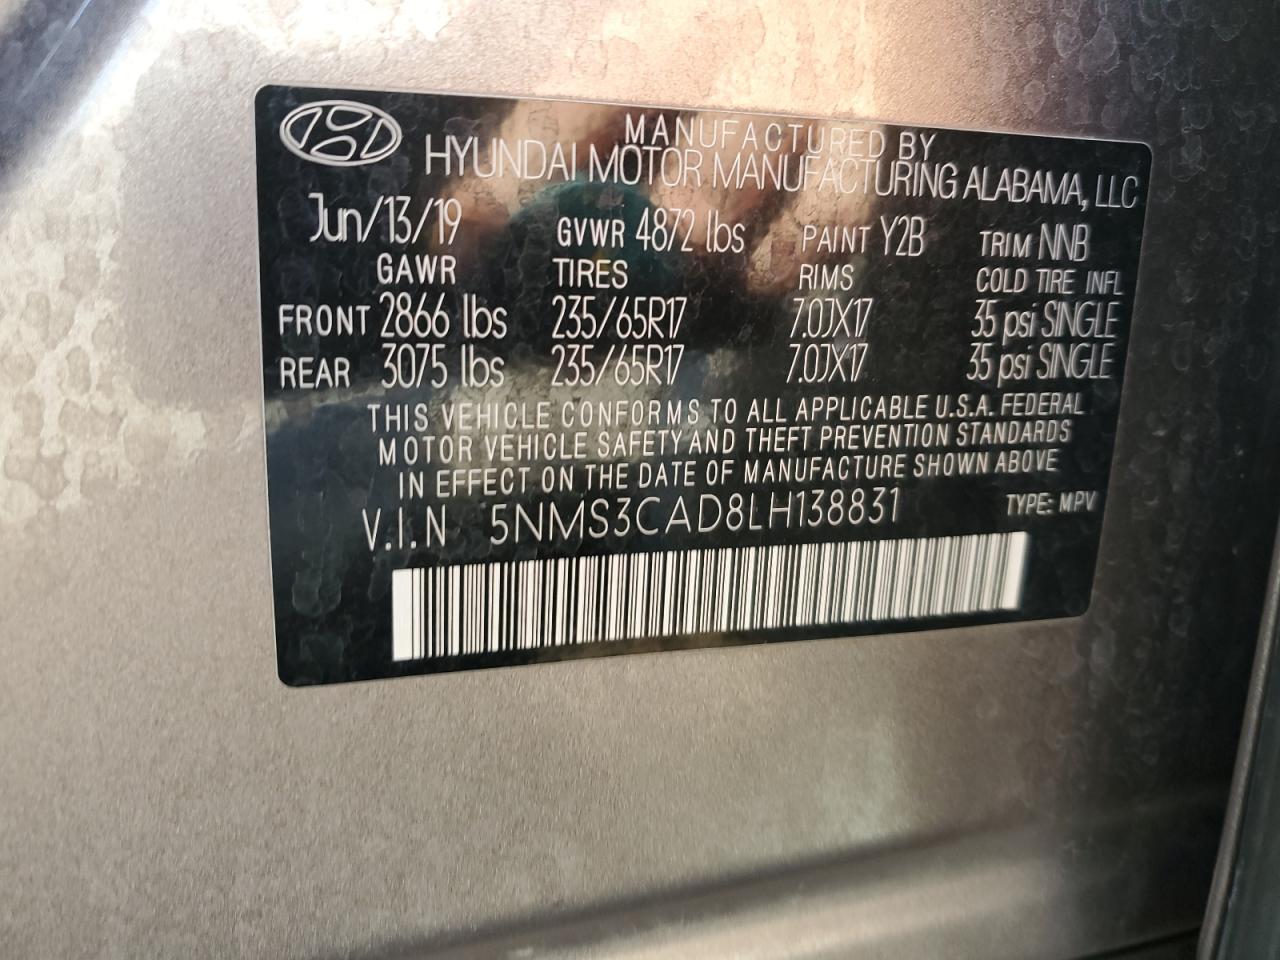 MANUFACTURED BY
HYUNDAI MOTOR MANUFACTURING ALABAMA, LLC
Jun/13/19 GVWR 4872 lbs PAINT Y2B TRIM NNB
GAWR TIRES RIMS COLD TIRE INFL
FRONT 2866 lbs 235/65R17 7.0JX17 35 psi SINGLE
REAR 3075 lbs 235/65R17 7.0JX17 35 psi SINGLE
THIS VEHICLE CONFORMS TO ALL APPLICABLE U.S.A. FEDERAL
MOTOR VEHICLE SAFETY AND THEFT PREVENTION STANDARDS
IN EFFECT ON THE DATE OF MANUFACTURE SHOWN ABOVE
V.I.N 5NMS3CAD8LH138831 TYPE: MPV